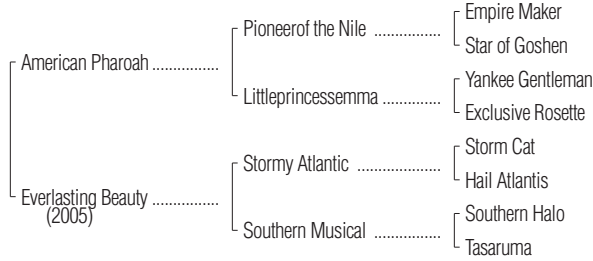 Empire Maker
Pioneerof the Nile ................
Star of Goshen
American Pharoah ................
Yankee Gentleman
Littleprincessemma ..............
Exclusive Rosette
Storm Cat
Stormy Atlantic ...................
Hail Atlantis
Everlasting Beauty ................
(2005)
Southern Halo
Southern Musical ................
Tasaruma